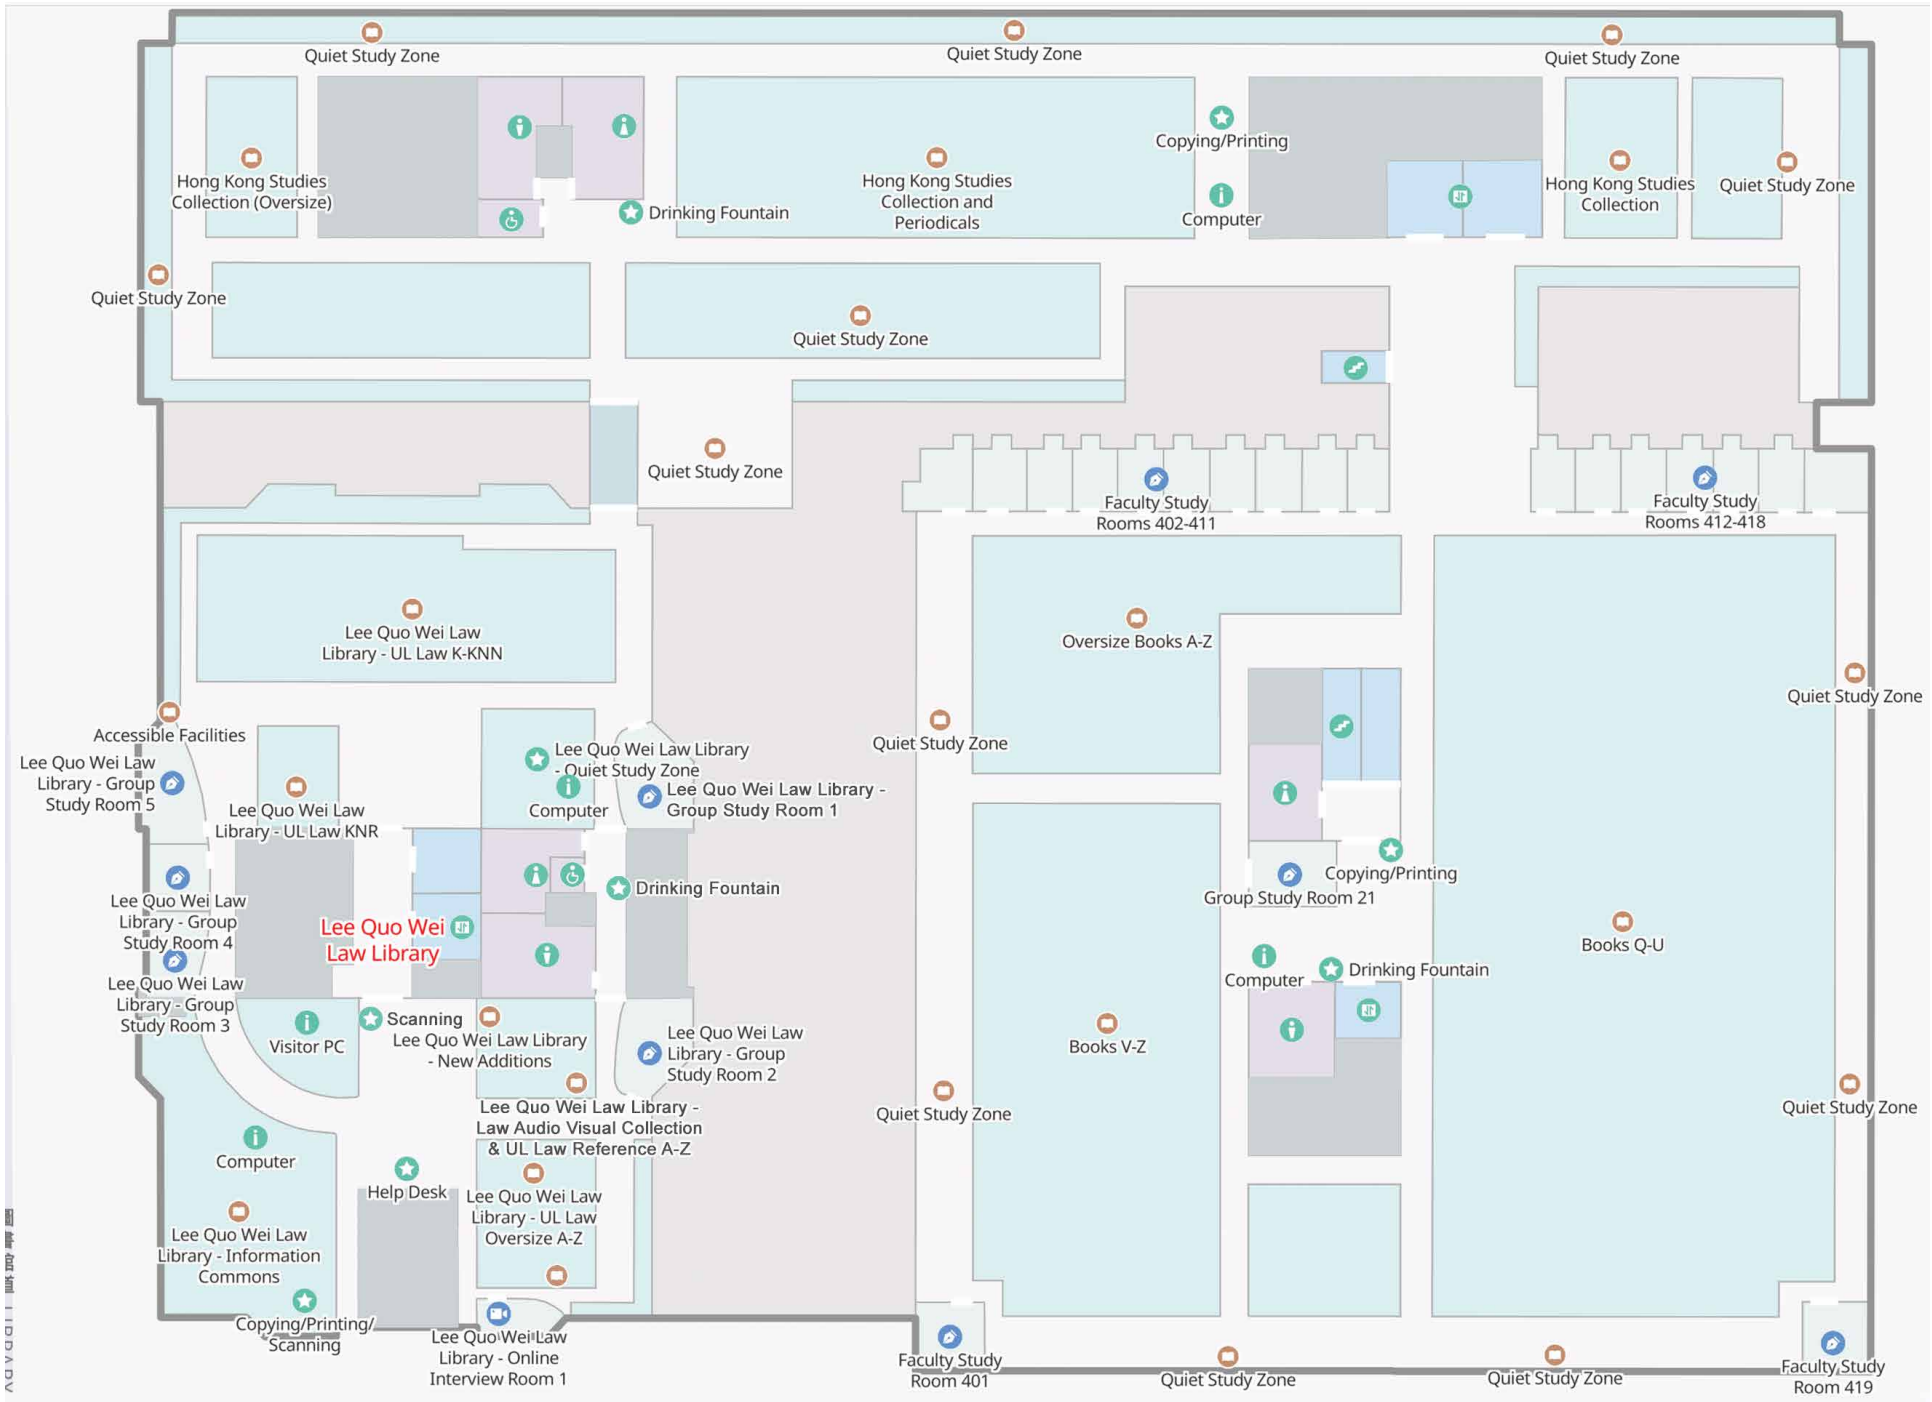 Quiet Study Zone
Quiet Study Zone
Quiet Study Zone
Copying/Printing
Hong Kong Studies
Collection (Oversize)
Hong Kong Studies
Collection and
Periodicals
Hong Kong Studies
Collection
Quiet Study Zone
Drinking Fountain
Computer
Quiet Study Zone
Quiet Study Zone
Quiet Study Zone
Faculty Study
Rooms 402-411
Faculty Study
Rooms 412-418
Lee Quo Wei Law
Library - UL Law K-KNN
Oversize Books A-Z
Quiet Study Zone
Accessible Facilities
Quiet Study Zone
Lee Quo Wei Law
Library - Group
Study Room 5
Lee Quo Wei Law Library
- Quiet Study Zone
Computer
Lee Quo Wei Law Library -
Group Study Room 1
Lee Quo Wei Law
Library - UL Law KNR
Copying/Printing
Group Study Room 21
Drinking Fountain
Lee Quo Wei Law
Library - Group
Study Room 4
Lee Quo Wei
Law Library
Books Q-U
Computer
Drinking Fountain
Lee Quo Wei Law
Library - Group
Study Room 3
Visitor PC
Scanning
Lee Quo Wei Law Library
- New Additions
Lee Quo Wei Law
Library - Group
Study Room 2
Books V-Z
Quiet Study Zone
Quiet Study Zone
Lee Quo Wei Law Library -
Law Audio Visual Collection
& UL Law Reference A-Z
Computer
Help Desk
Lee Quo Wei Law
Library - UL Law
Oversize A-Z
Lee Quo Wei Law
Library - Information
Commons
Copying/Printing/
Scanning
Lee Quo Wei Law
Library - Online
Interview Room 1
Faculty Study
Room 401
Quiet Study Zone
Quiet Study Zone
Faculty Study
Room 419